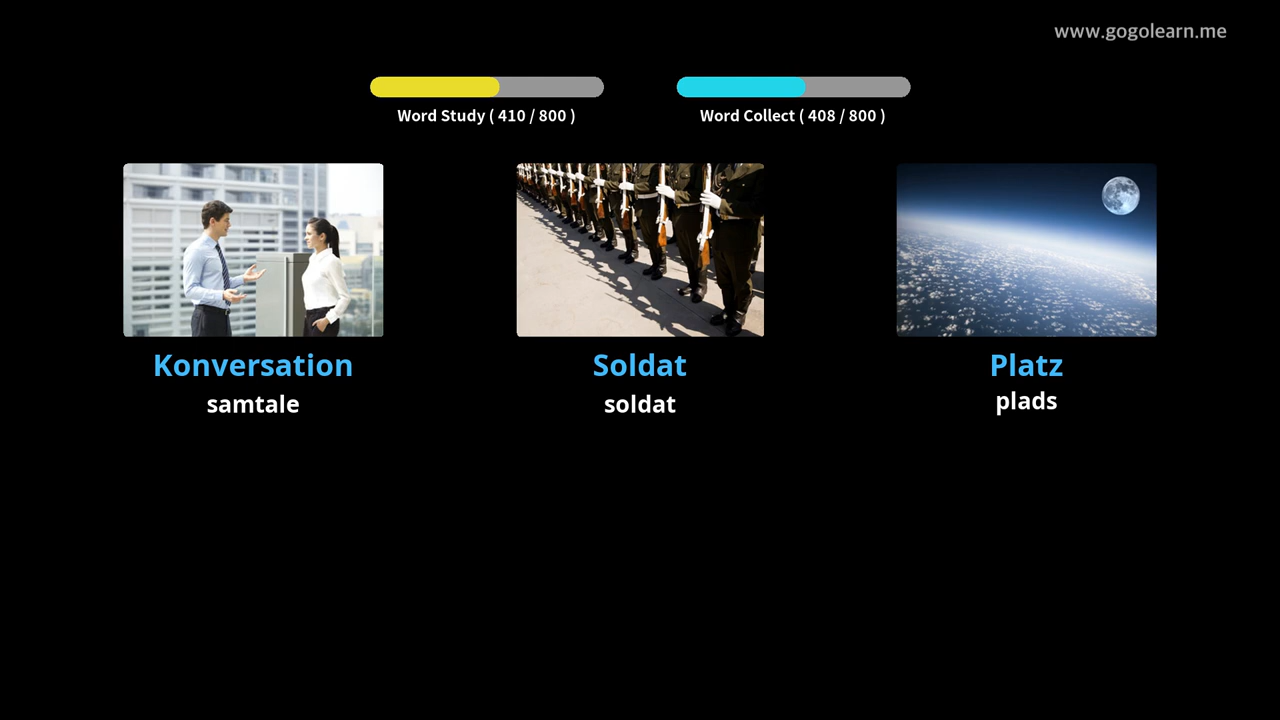 www.gogolearn.me
Word Study ( 410 / 800 )
Word Collect ( 408 / 800 )
Konversation
samtale
Soldat
soldat
Platz
plads